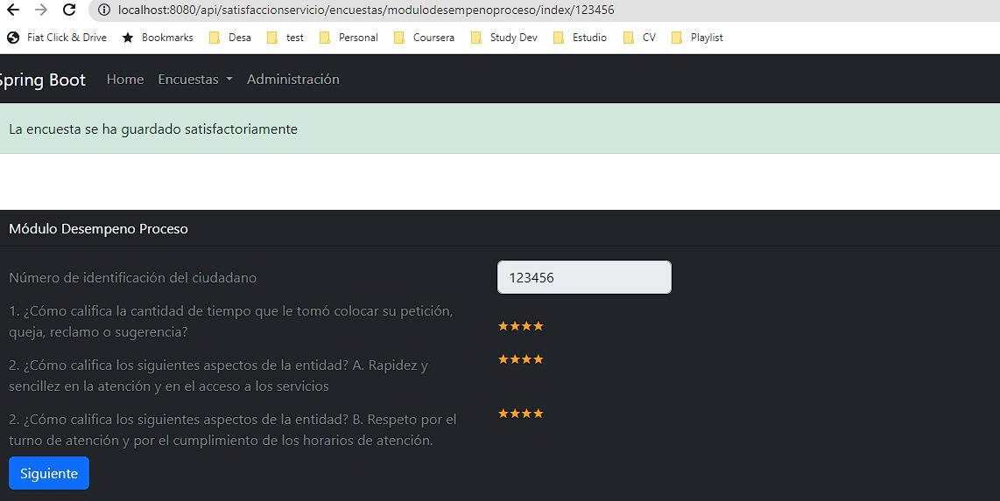 localhost:8080/api/satisfaccionservicio/encuestas/modulodesempenoproceso/index/123456
Fiat Click & Drive Bookmarks Desa test Personal Coursera Study Dev Estudio CV Playlist
Spring Boot Home Encuestas Administración
La encuesta se ha guardado satisfactoriamente
Módulo Desempeno Proceso
Número de identificación del ciudadano 123456
1. ¿Cómo califica la cantidad de tiempo que le tomó colocar su petición,
queja, reclamo o sugerencia? ★★★★
2. ¿Cómo califica los siguientes aspectos de la entidad? A. Rapidez y ★★★★
sencillez en la atención y en el acceso a los servicios
2. ¿Cómo califica los siguientes aspectos de la entidad? B. Respeto por el ★★★★
turno de atención y por el cumplimiento de los horarios de atención.
Siguiente